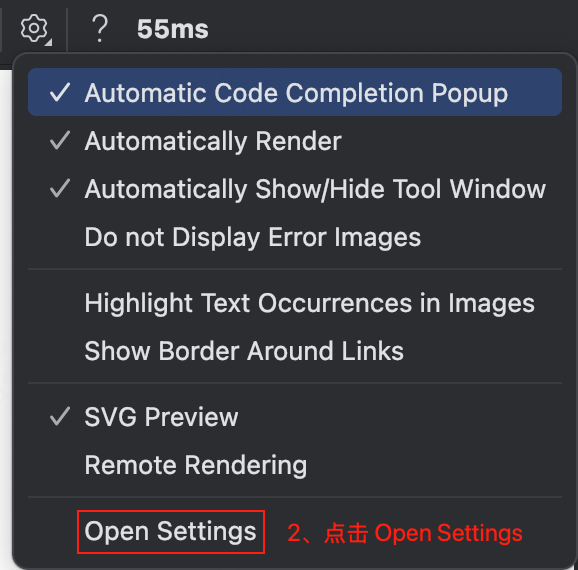 ? 55ms
Automatic Code Completion Popup
Automatically Render
Automatically Show/Hide Tool Window
Do not Display Error Images
Highlight Text Occurrences in Images
Show Border Around Links
SVG Preview
Remote Rendering
Open Settings 2、点击 Open Settings